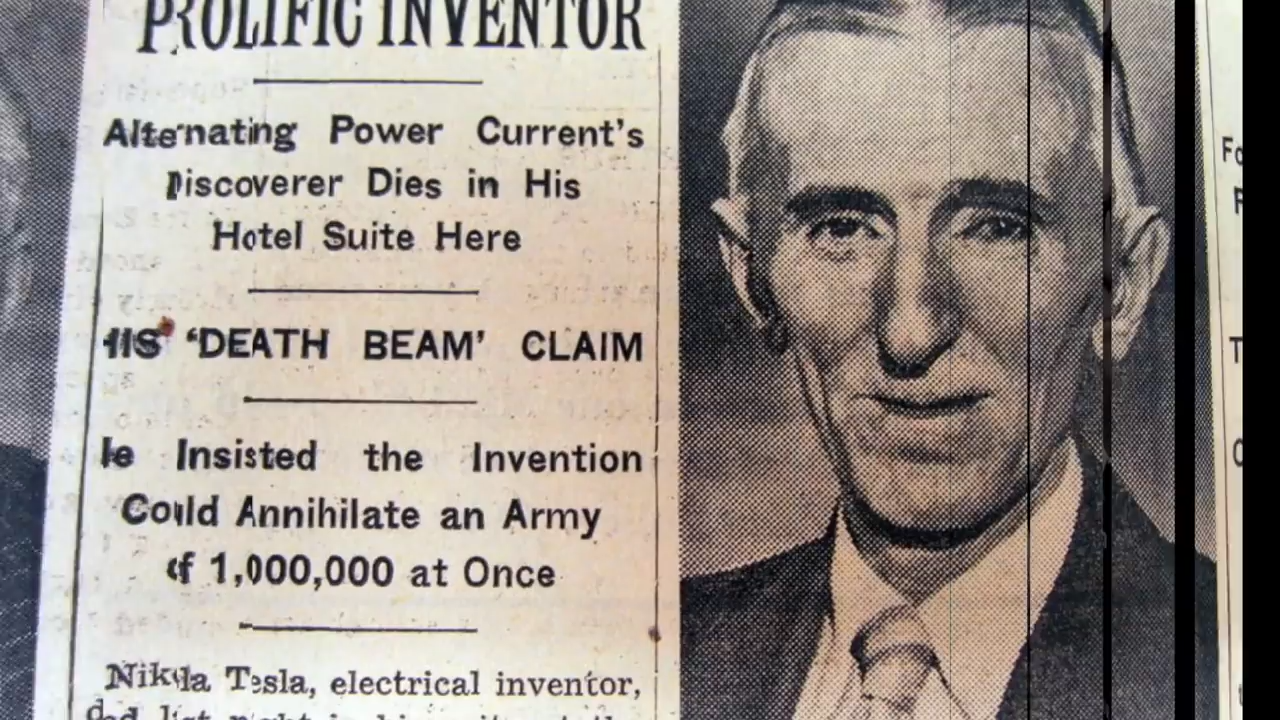 PROLIFIC INVENTOR
Alternating Power Current's
Discoverer Dies in His
Hotel Suite Here
HIS 'DEATH BEAM' CLAIM
He Insisted the Invention
Could Annihilate an Army
of 1,000,000 at Once
Nikola Tesla, electrical inventor,